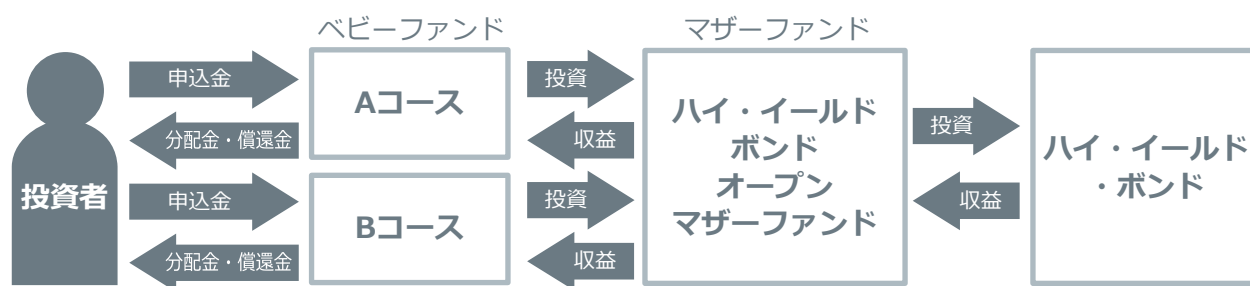 ベビーファンド
マザーファンド
投資者
申込金
分配金・償還金
申込金
分配金・償還金
Aコース
Bコース
投資
収益
投資
収益
ハイ・イールド
ボンド
オープン
マザーファンド
投資
収益
ハイ・イールド
・ボンド